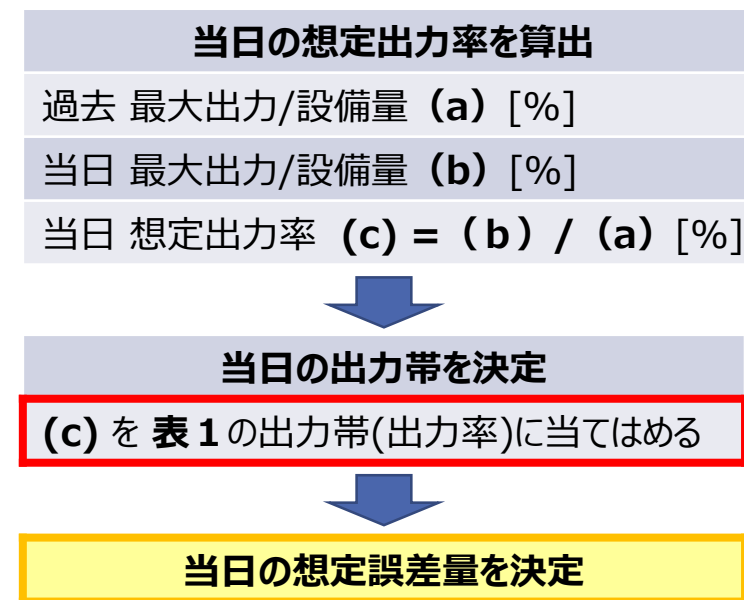 当日の想定出力率を算出
過去 最大出力/設備量（a）[%]
当日 最大出力/設備量（b）[%]
当日 想定出力率 (c) =（ｂ）/（a）[%]
当日の出力帯を決定
(c) を 表１の出力帯(出力率)に当てはめる
当日の想定誤差量を決定